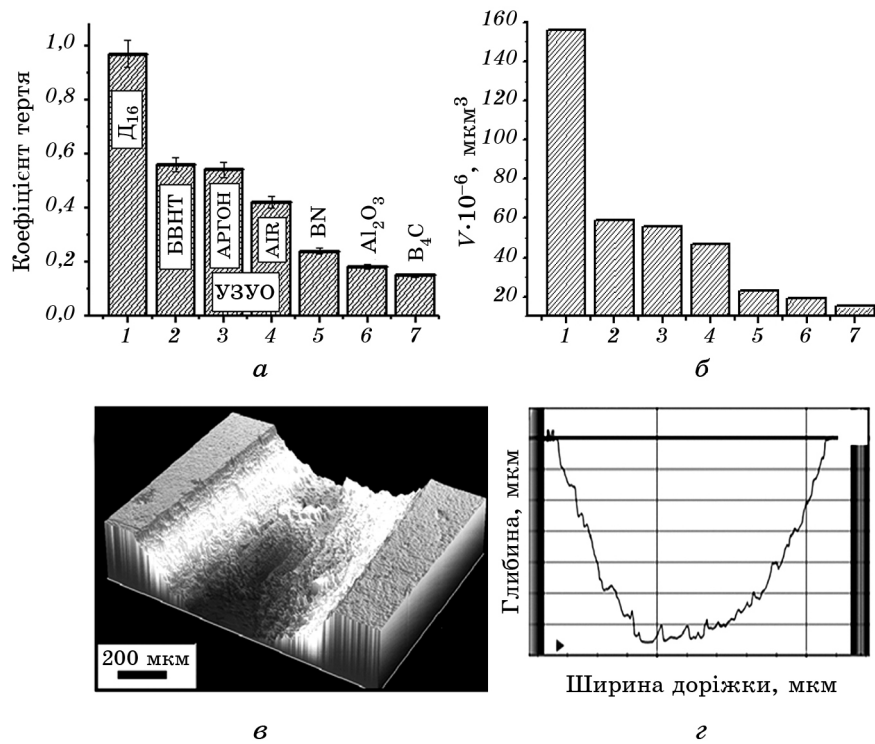 Коефіцієнт тертя
1,0
0,8
0,6
0,4
0,2
0,0
Д16
БВНТ
АРГОН
AIR
BN
Al2O3
B4C
УЗУО
1 2 3 4 5 6 7
а
V·10–6, мкм3
160
140
120
100
80
60
40
20
1 2 3 4 5 6 7
б
200 мкм
в
Глибина, мкм
Ширина доріжки, мкм
г